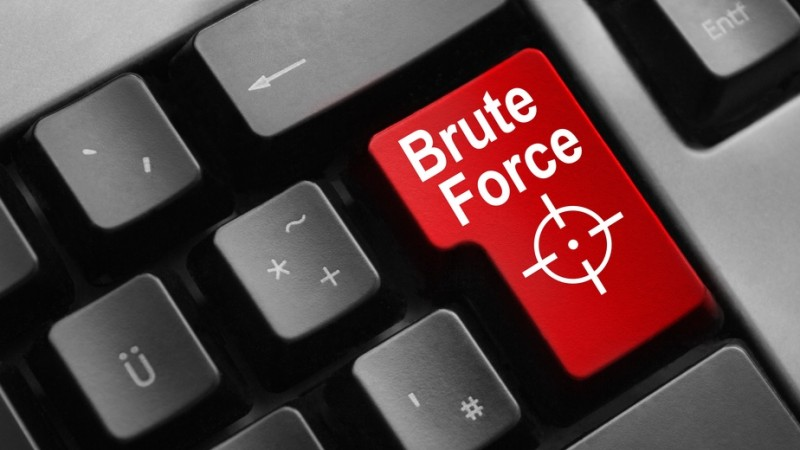 Entf
Brute
Force
~
* +
Ü
' #